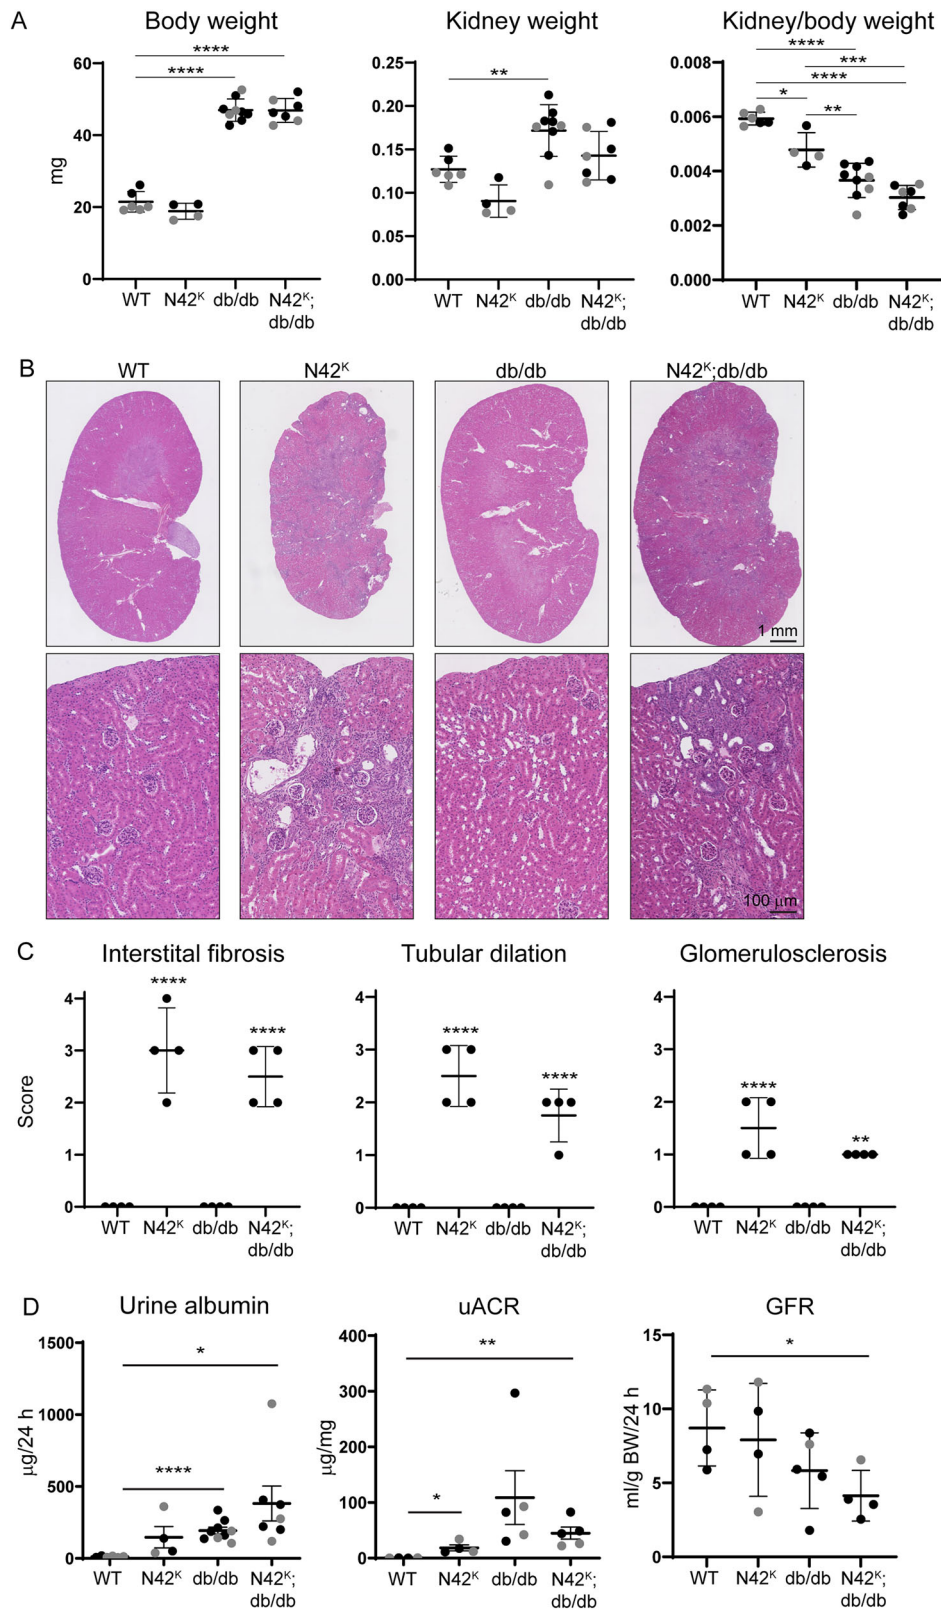 A
Body weight
Kidney weight
Kidney/body weight
****
****
**
****
***
****
*
**
mg
60
40
20
0
0.25
0.20
0.15
0.10
0.05
0.00
0.008
0.006
0.004
0.002
0.000
WT
N42ᴷ
db/db
N42ᴷ;
db/db
WT
N42ᴷ
db/db
N42ᴷ;
db/db
WT
N42ᴷ
db/db
N42ᴷ;
db/db
B
WT
N42ᴷ
db/db
N42ᴷ;db/db
1 mm
100 μm
C
Interstital fibrosis
Tubular dilation
Glomerulosclerosis
Score
4
3
2
1
0
****
****
WT
N42ᴷ
db/db
N42ᴷ;
db/db
4
3
2
1
0
****
****
WT
N42ᴷ
db/db
N42ᴷ;
db/db
4
3
2
1
0
****
**
WT
N42ᴷ
db/db
N42ᴷ;
db/db
D
Urine albumin
uACR
GFR
μg/24 h
1500
1000
500
0
*
****
WT
N42ᴷ
db/db
N42ᴷ;
db/db
μg/mg
400
300
200
100
0
**
*
WT
N42ᴷ
db/db
N42ᴷ;
db/db
ml/g BW/24 h
15
10
5
0
*
WT
N42ᴷ
db/db
N42ᴷ;
db/db